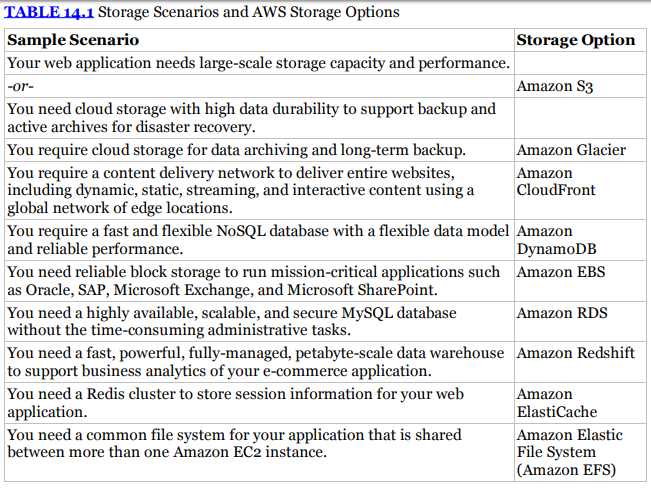 TABLE 14.1 Storage Scenarios and AWS Storage Options
Sample Scenario Storage Option
Your web application needs large-scale storage capacity and performance.
-or- Amazon S3
You need cloud storage with high data durability to support backup and
active archives for disaster recovery.
You require cloud storage for data archiving and long-term backup. Amazon Glacier
You require a content delivery network to deliver entire websites, Amazon
including dynamic, static, streaming, and interactive content using a CloudFront
global network of edge locations.
You require a fast and flexible NoSQL database with a flexible data model Amazon
and reliable performance. DynamoDB
You need reliable block storage to run mission-critical applications such Amazon EBS
as Oracle, SAP, Microsoft Exchange, and Microsoft SharePoint.
You need a highly available, scalable, and secure MySQL database Amazon RDS
without the time-consuming administrative tasks.
You need a fast, powerful, fully-managed, petabyte-scale data warehouse Amazon Redshift
to support business analytics of your e-commerce application.
You need a Redis cluster to store session information for your web Amazon
application. ElastiCache
You need a common file system for your application that is shared Amazon Elastic
between more than one Amazon EC2 instance. File System
(Amazon EFS)